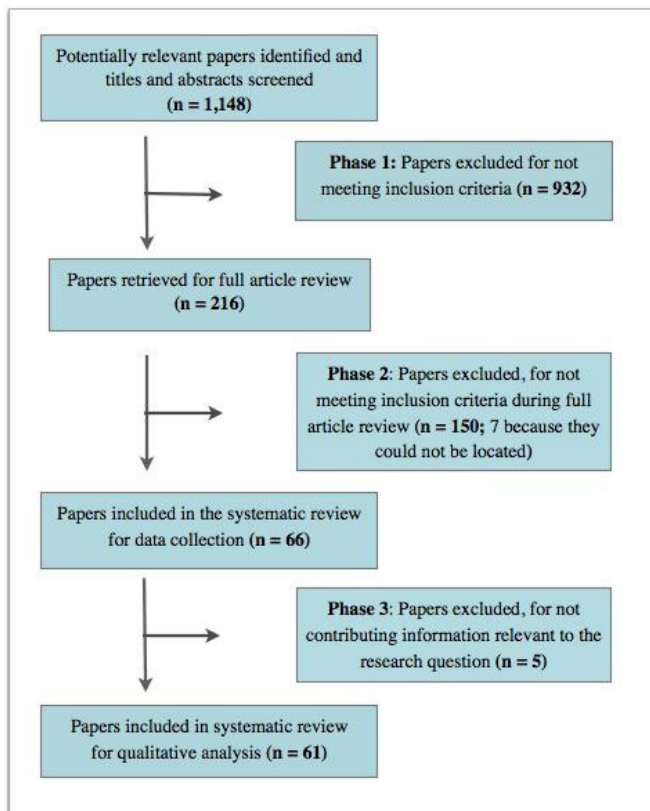 Potentially relevant papers identified and
titles and abstracts screened
(n = 1,148)
Phase 1: Papers excluded for not
meeting inclusion criteria (n = 932)
Papers retrieved for full article review
(n = 216)
Phase 2: Papers excluded, for not
meeting inclusion criteria during full
article review (n = 150; 7 because they
could not be located)
Papers included in the systematic review
for data collection (n = 66)
Phase 3: Papers excluded, for not
contributing information relevant to the
research question (n = 5)
Papers included in systematic review
for qualitative analysis (n = 61)